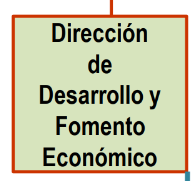 Dirección
de
Desarrollo y
Fomento
Económico